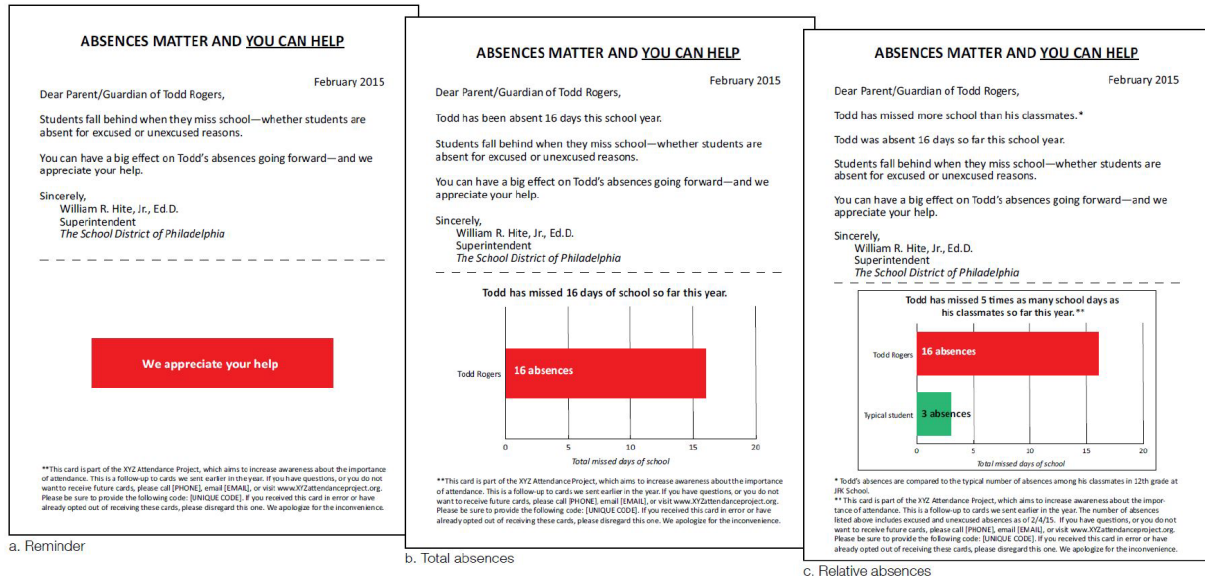 ABSENCES MATTER AND YOU CAN HELP
February 2015
Dear Parent/Guardian of Todd Rogers,
Students fall behind when they miss school—whether students are
absent for excused or unexcused reasons.
You can have a big effect on Todd's absences going forward—and we
appreciate your help.
Sincerely,
William R. Hite, Jr., Ed.D.
Superintendent
The School District of Philadelphia
We appreciate your help
**This card is part of the XYZ Attendance Project, which aims to increase awareness about the importance
of attendance. This is a follow-up to cards we sent earlier in the year. If you have questions, or you do not
want to receive future cards, please call [PHONE], email [EMAIL], or visit www.XYZattendanceproject.org.
Please be sure to provide the following code: [UNIQUE CODE]. If you received this card in error or have
already opted out of receiving these cards, please disregard this one. We apologize for the inconvenience.
a. Reminder
ABSENCES MATTER AND YOU CAN HELP
February 2015
Dear Parent/Guardian of Todd Rogers,
Todd has been absent 16 days this school year.
Students fall behind when they miss school—whether students are
absent for excused or unexcused reasons.
You can have a big effect on Todd's absences going forward—and we
appreciate your help.
Sincerely,
William R. Hite, Jr., Ed.D.
Superintendent
The School District of Philadelphia
Todd has missed 16 days of school so far this year.
Todd Rogers
16 absences
0 5 10 15 20
Total missed days of school
**This card is part of the XYZ Attendance Project, which aims to increase awareness about the importance
of attendance. This is a follow-up to cards we sent earlier in the year. If you have questions, or you do not
want to receive future cards, please call [PHONE], email [EMAIL], or visit www.XYZattendanceproject.org.
Please be sure to provide the following code: [UNIQUE CODE]. If you received this card in error or have
already opted out of receiving these cards, please disregard this one. We apologize for the inconvenience.
b. Total absences
ABSENCES MATTER AND YOU CAN HELP
February 2015
Dear Parent/Guardian of Todd Rogers,
Todd has missed more school than his classmates.*
Todd was absent 16 days so far this school year.
Students fall behind when they miss school—whether students are
absent for excused or unexcused reasons.
You can have a big effect on Todd's absences going forward—and we
appreciate your help.
Sincerely,
William R. Hite, Jr., Ed.D.
Superintendent
The School District of Philadelphia
Todd has missed 5 times as many school days as
his classmates so far this year.**
Todd Rogers
16 absences
Typical student
3 absences
0 5 10 15 20
Total missed days of school
* Todd's absences are compared to the typical number of absences among his classmates in 12th grade at
JFK School.
** This card is part of the XYZ Attendance Project, which aims to increase awareness about the impor-
tance of attendance. This is a follow-up to cards we sent earlier in the year. The number of absences
listed above includes excused and unexcused absences as of 2/4/15. If you have questions, or you do not
want to receive future cards, please call [PHONE], email [EMAIL], or visit www.XYZattendanceproject.org.
Please be sure to provide the following code: [UNIQUE CODE]. If you received this card in error or have
already opted out of receiving these cards, please disregard this one. We apologize for the inconvenience.
c. Relative absences